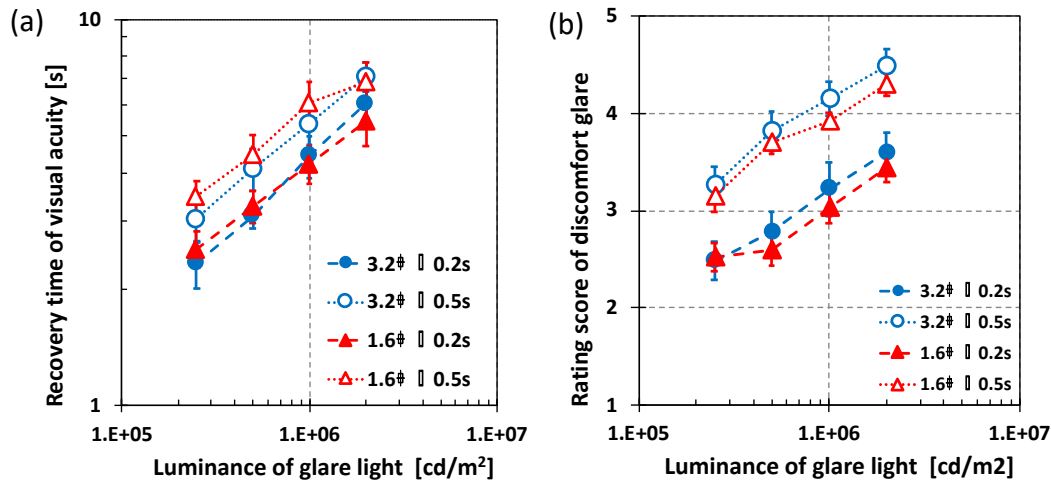 (a)
10
1
Recovery time of visual acuity [s]
3.2⋕ ▯ 0.2s
3.2⋕ ▯ 0.5s
1.6⋕ ▯ 0.2s
1.6⋕ ▯ 0.5s
1.E+05 1.E+06 1.E+07
Luminance of glare light [cd/m²]
(b)
5
4
3
2
1
Rating score of discomfort glare
3.2⋕ ▯ 0.2s
3.2⋕ ▯ 0.5s
1.6⋕ ▯ 0.2s
1.6⋕ ▯ 0.5s
1.E+05 1.E+06 1.E+07
Luminance of glare light [cd/m2]